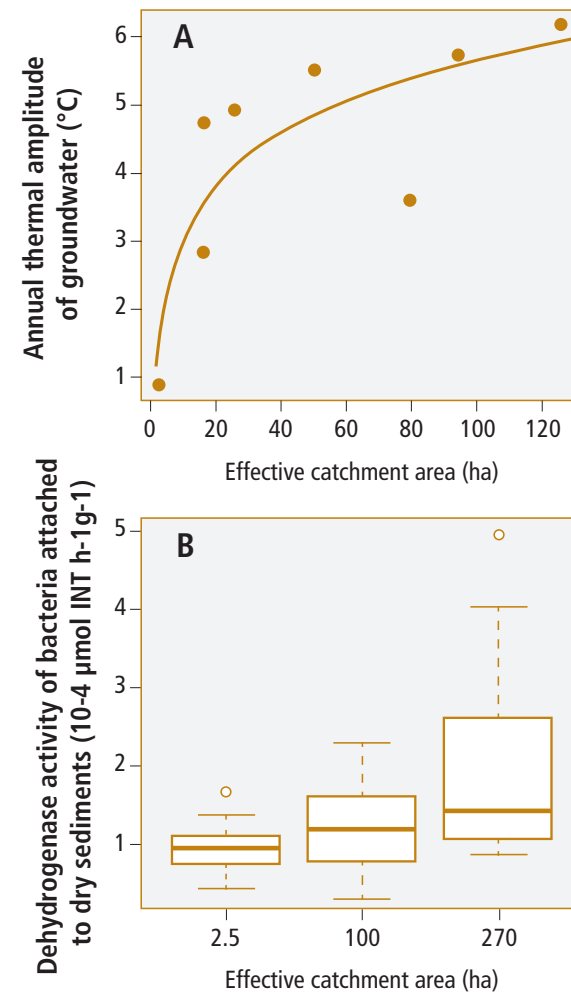 A
Annual thermal amplitude
of groundwater (°C)
6
5
4
3
2
1
0 20 40 60 80 100 120
Effective catchment area (ha)
B
Dehydrogenase activity of bacteria attached
to dry sediments (10-4 µmol INT h-1g-1)
5
4
3
2
1
2.5 100 270
Effective catchment area (ha)